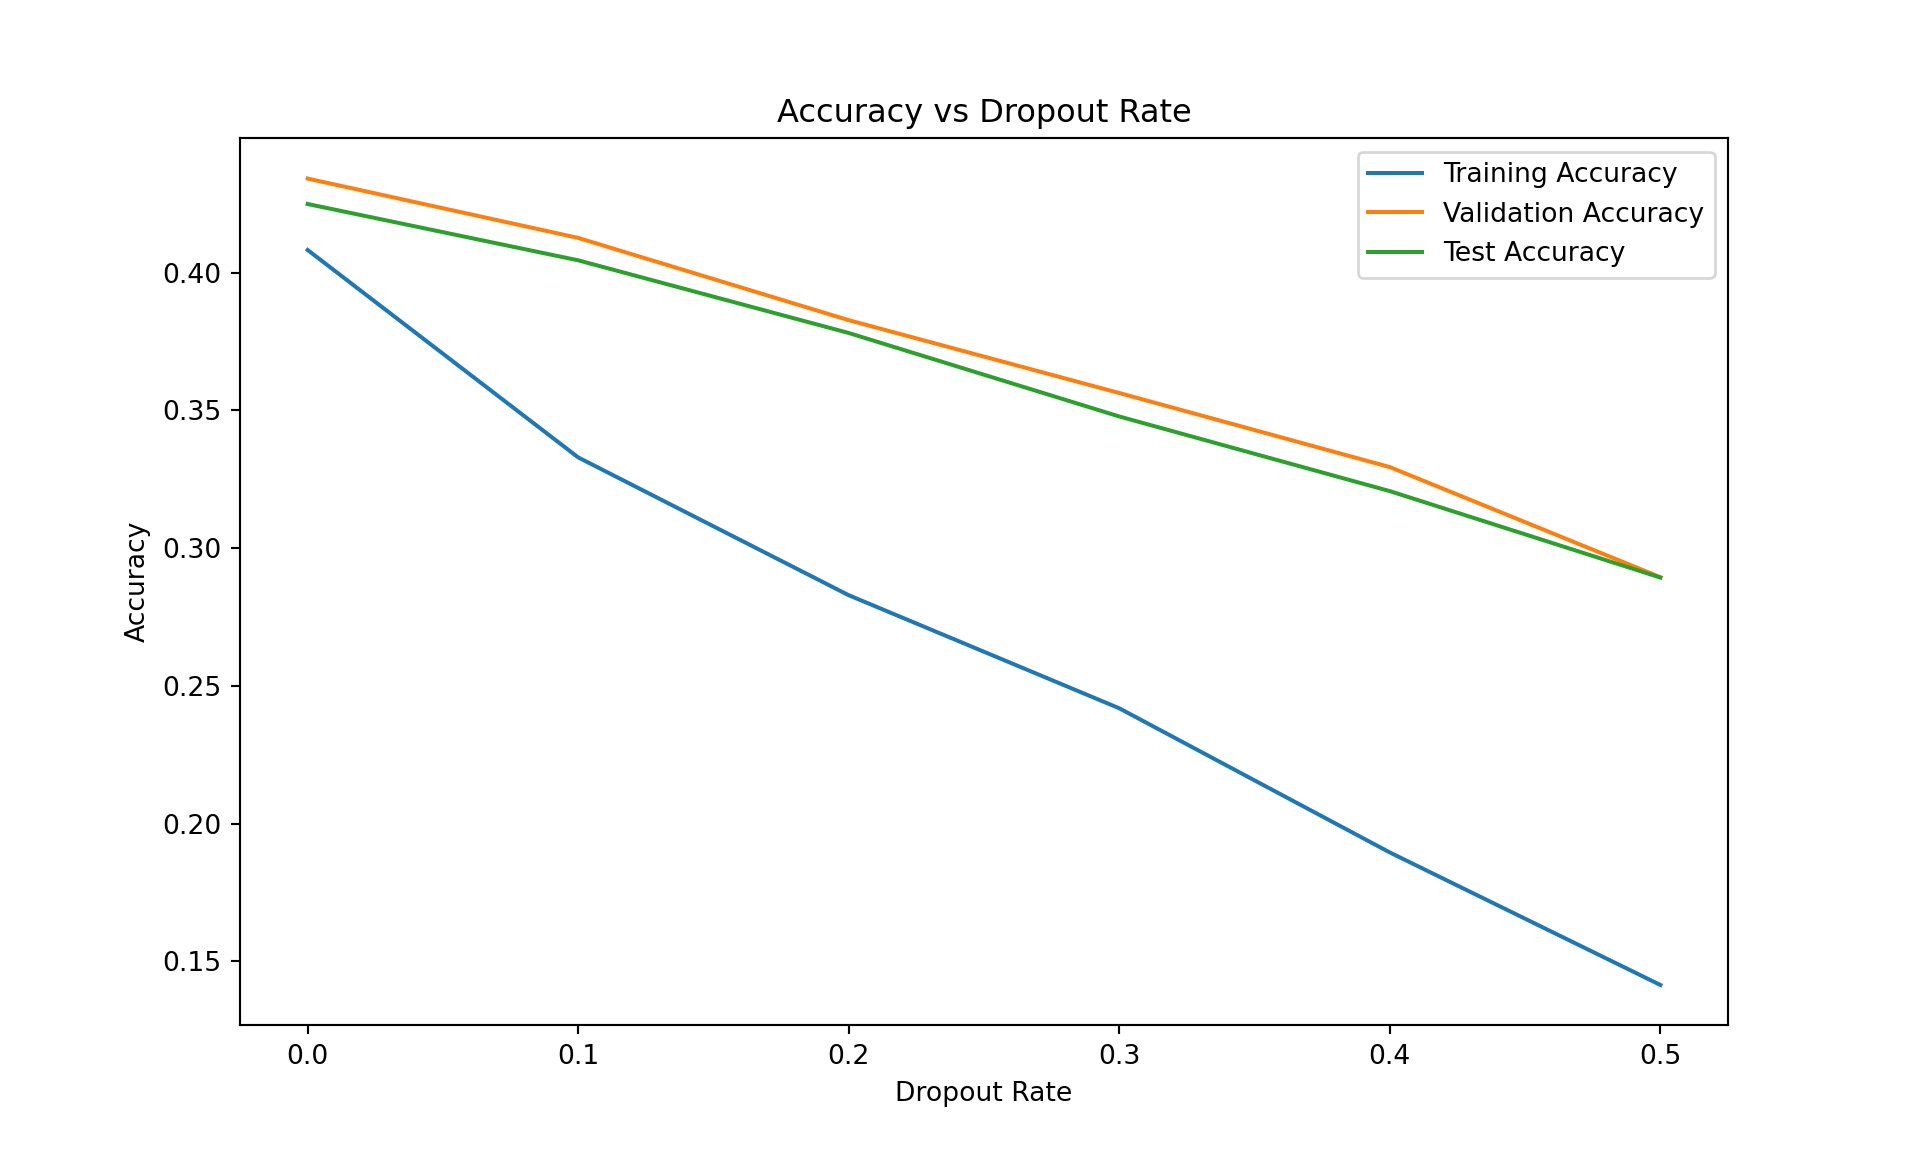 Accuracy vs Dropout Rate
Training Accuracy
Validation Accuracy
Test Accuracy
Accuracy
0.40
0.35
0.30
0.25
0.20
0.15
0.0 0.1 0.2 0.3 0.4 0.5
Dropout Rate